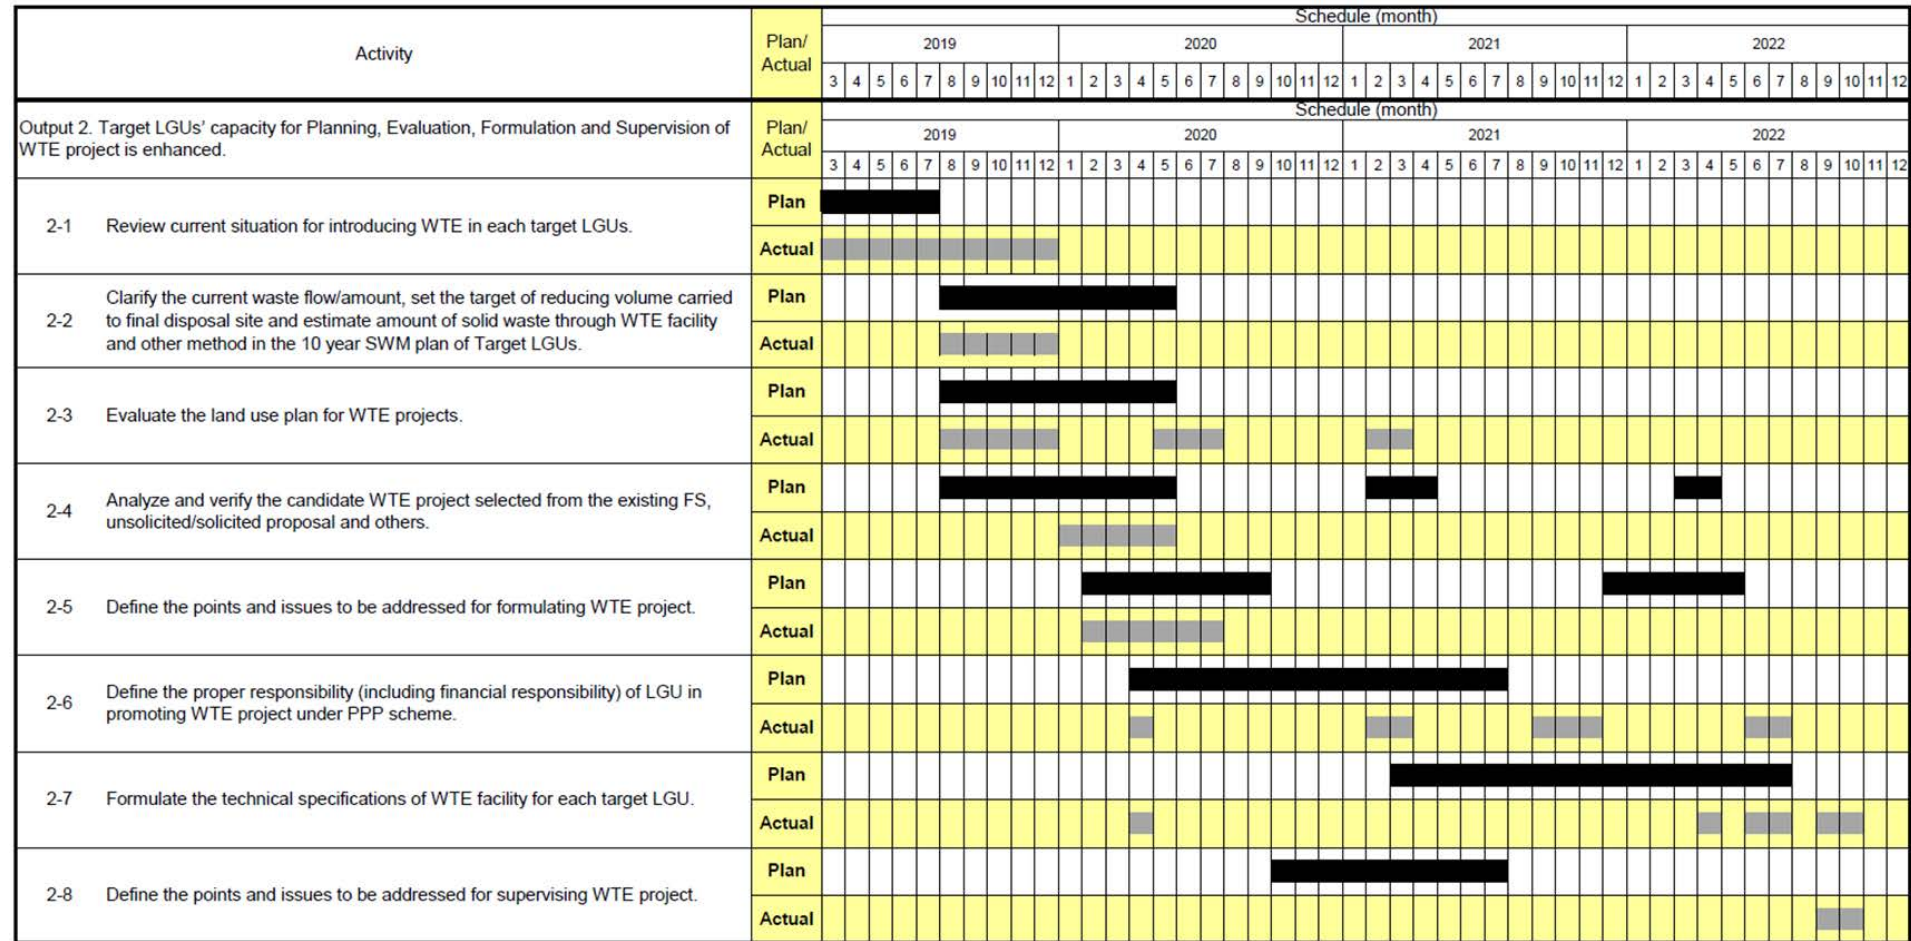 Schedule (month)
Activity
Plan/
Actual
2019 2020 2021 2022
3 4 5 6 7 8 9 10 11 12 1 2 3 4 5 6 7 8 9 10 11 12 1 2 3 4 5 6 7 8 9 10 11 12 1 2 3 4 5 6 7 8 9 10 11 12
Schedule (month)
Output 2. Target LGUs' capacity for Planning, Evaluation, Formulation and Supervision of
WTE project is enhanced.
Plan/
Actual
2019 2020 2021 2022
3 4 5 6 7 8 9 10 11 12 1 2 3 4 5 6 7 8 9 10 11 12 1 2 3 4 5 6 7 8 9 10 11 12 1 2 3 4 5 6 7 8 9 10 11 12
2-1 Review current situation for introducing WTE in each target LGUs.
Plan
Actual
2-2 Clarify the current waste flow/amount, set the target of reducing volume carried
to final disposal site and estimate amount of solid waste through WTE facility
and other method in the 10 year SWM plan of Target LGUs.
Plan
Actual
2-3 Evaluate the land use plan for WTE projects.
Plan
Actual
2-4 Analyze and verify the candidate WTE project selected from the existing FS,
unsolicited/solicited proposal and others.
Plan
Actual
2-5 Define the points and issues to be addressed for formulating WTE project.
Plan
Actual
2-6 Define the proper responsibility (including financial responsibility) of LGU in
promoting WTE project under PPP scheme.
Plan
Actual
2-7 Formulate the technical specifications of WTE facility for each target LGU.
Plan
Actual
2-8 Define the points and issues to be addressed for supervising WTE project.
Plan
Actual